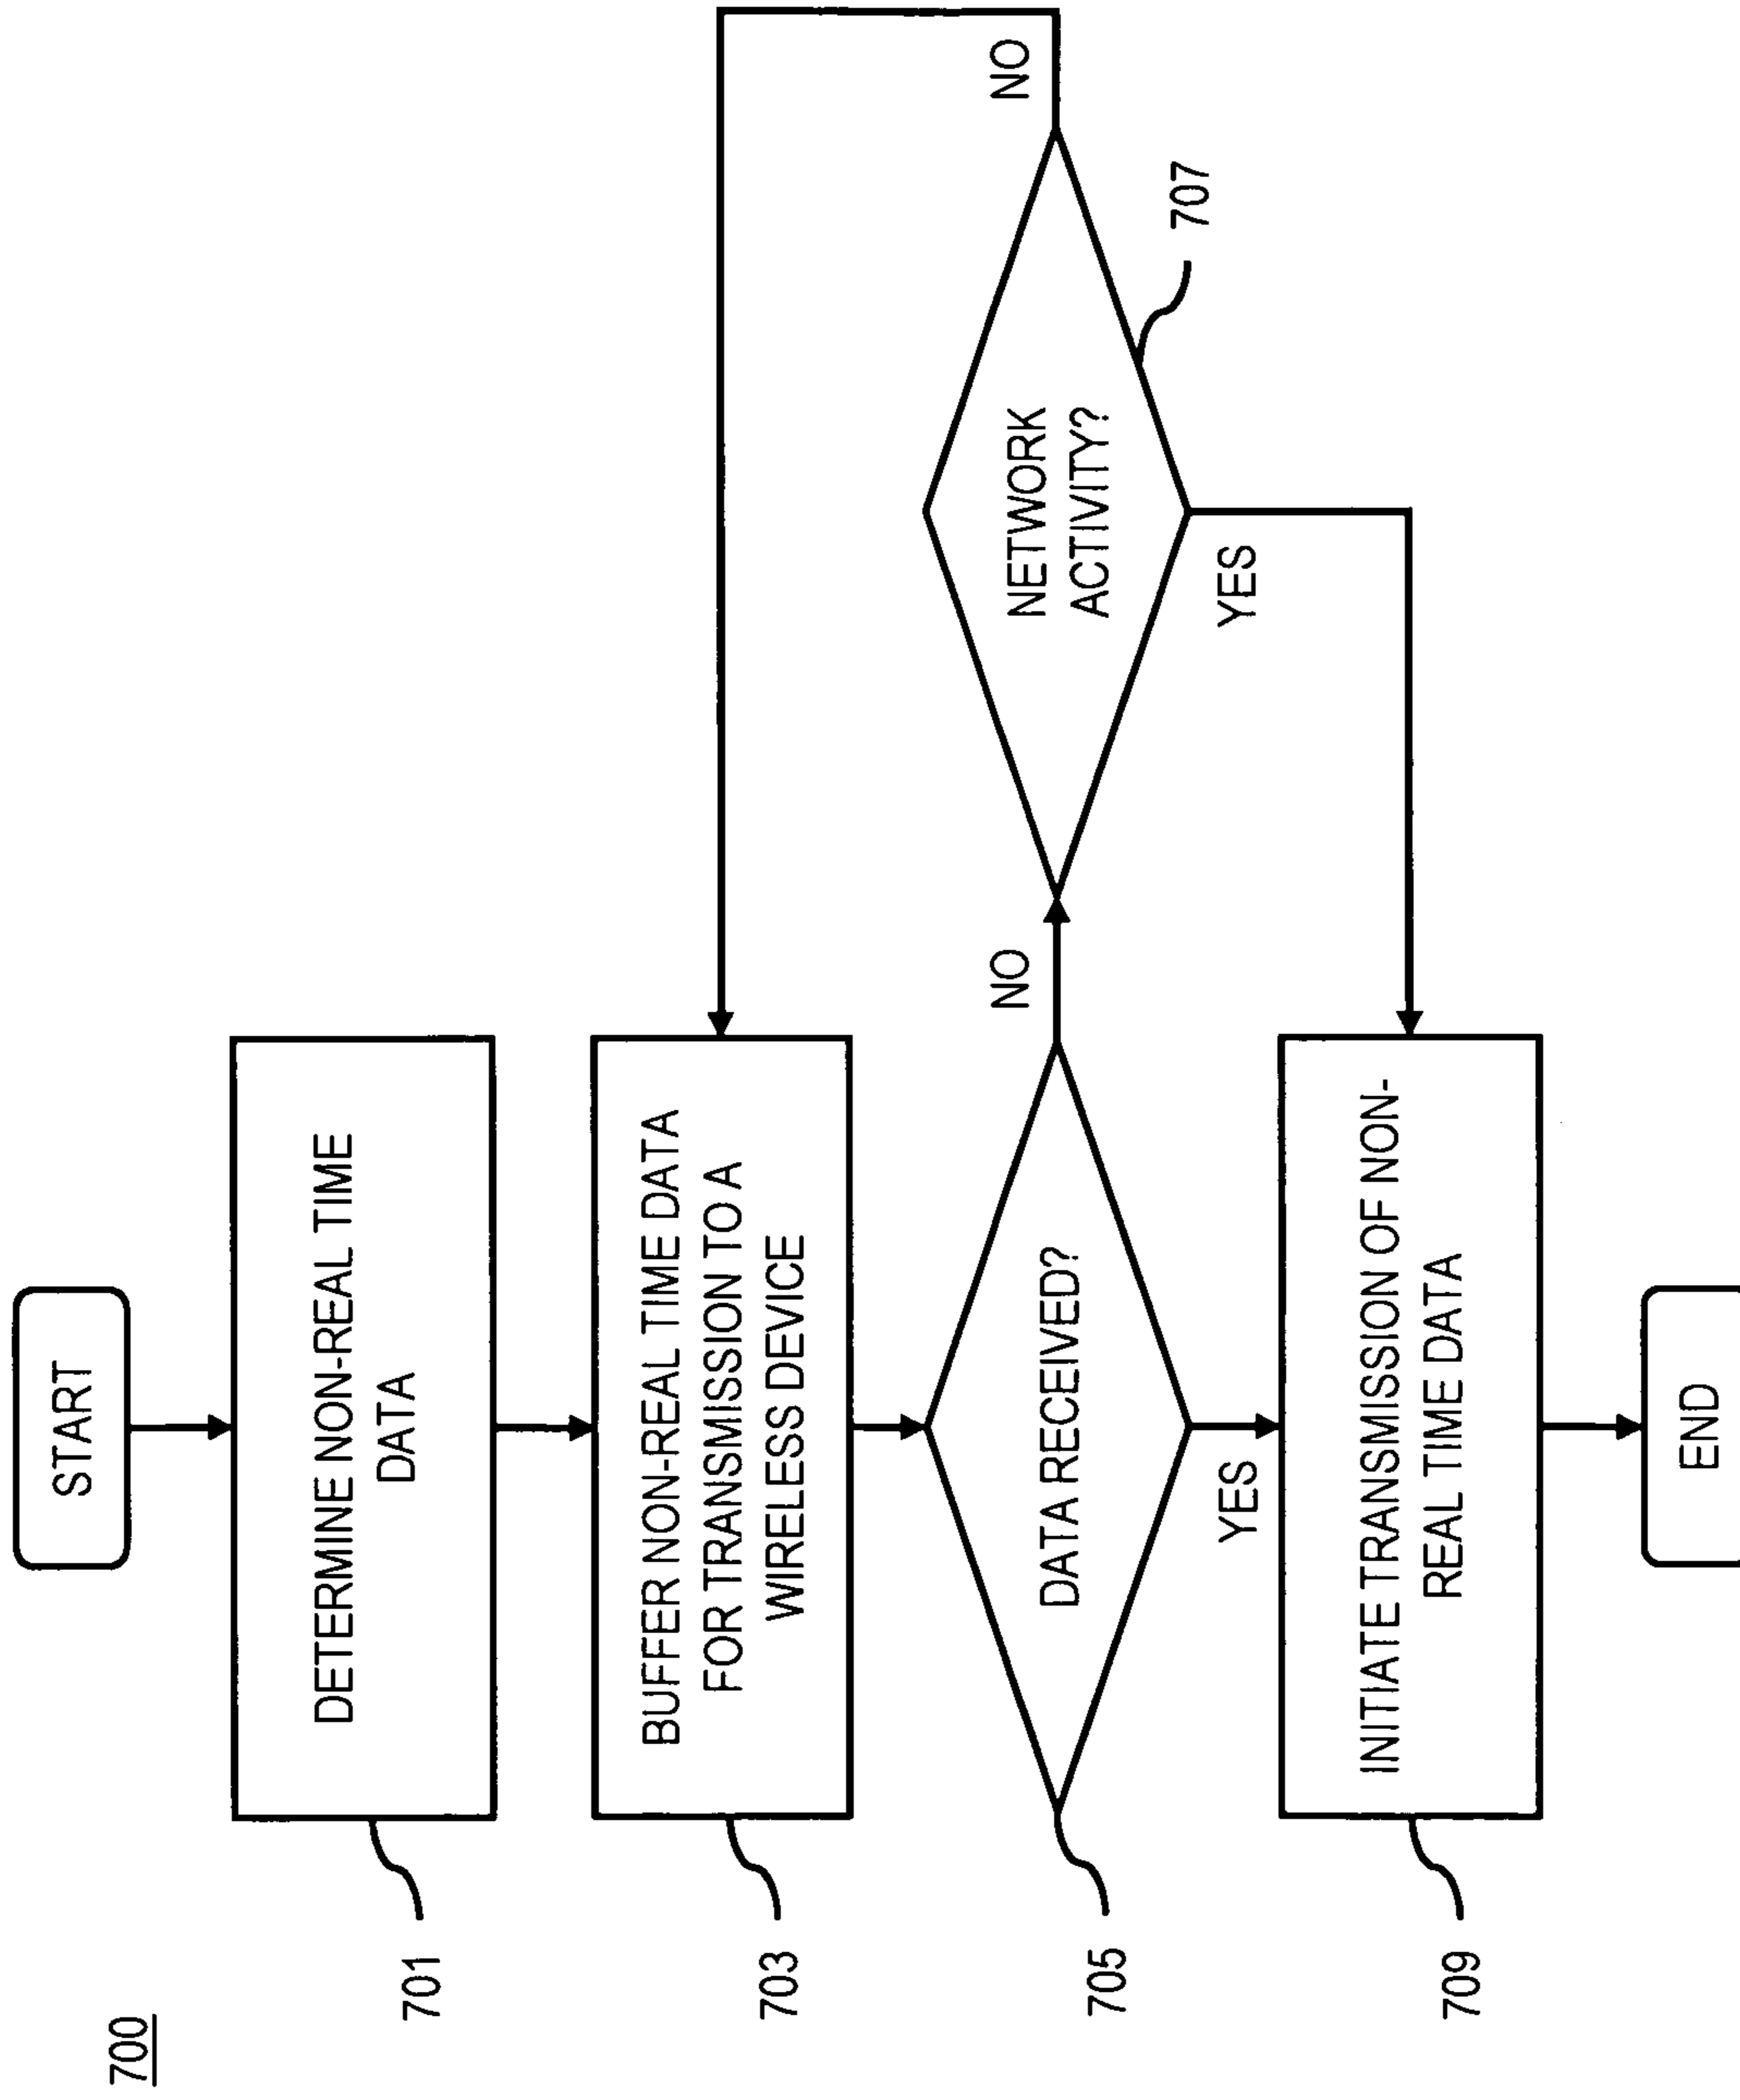 700
START
701
DETERMINE NON-REAL TIME
DATA
703
BUFFER NON-REAL TIME DATA
FOR TRANSMISSION TO A
WIRELESS DEVICE
705
DATA RECEIVED?
NO
NETWORK
ACTIVITY?
707
NO
YES
YES
709
INITIATE TRANSMISSION OF NON-
REAL TIME DATA
END